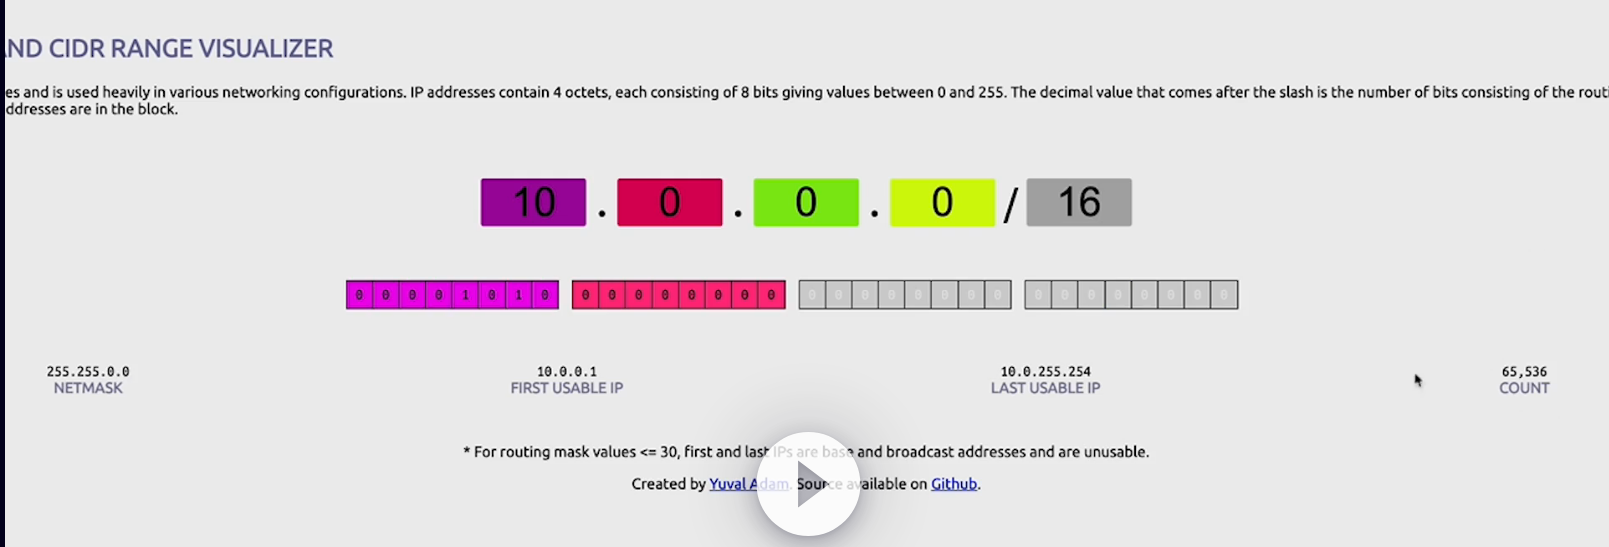 ND CIDR RANGE VISUALIZER
es and is used heavily in various networking configurations. IP addresses contain 4 octets, each consisting of 8 bits giving values between 0 and 255. The decimal value that comes after the slash is the number of bits consisting of the routi
ddresses are in the block.
10 . 0 . 0 . 0 / 16
0 0 0 0 1 0 1 0 0 0 0 0 0 0 0 0 0 0 0 0 0 0 0 0 0 0 0 0 0 0 0 0
255.255.0.0 10.0.0.1 10.0.255.254 65,536
NETMASK FIRST USABLE IP LAST USABLE IP COUNT
* For routing mask values <= 30, first and last IPs are base and broadcast addresses and are unusable.
Created by Yuval Adam. Source available on Github.